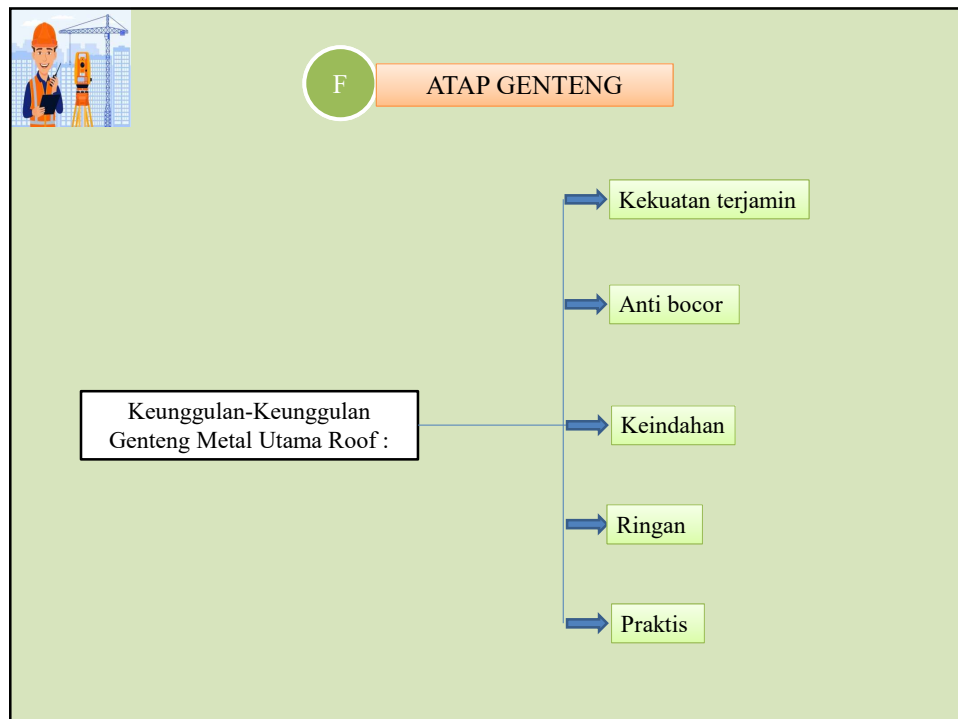 F
ATAP GENTENG
Kekuatan terjamin
Anti bocor
Keunggulan-Keunggulan
Genteng Metal Utama Roof :
Keindahan
Ringan
Praktis